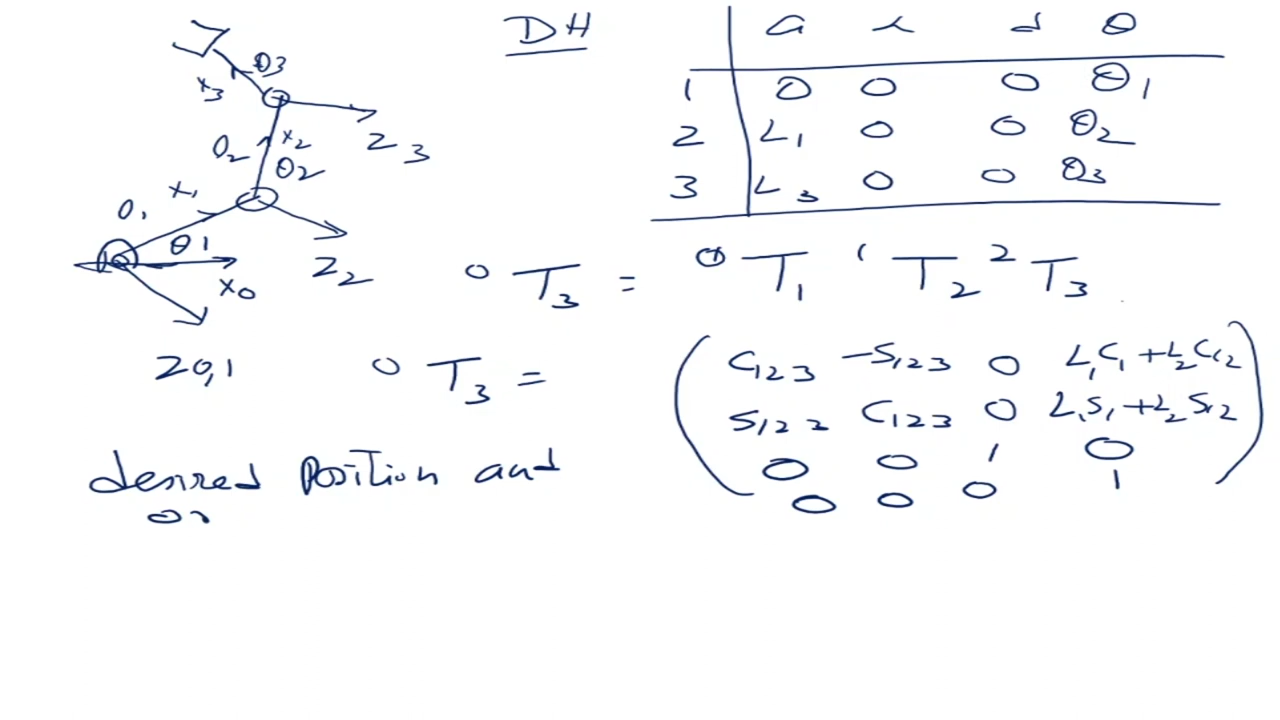 DH
a α d θ
1 0 0 0 θ1
2 L1 0 0 θ2
3 L3 0 0 θ3
θ3
x3
Z3
O2 x2
θ2
x1
O1
θ1
x0
Z2
Z0,1
0T3 = 0T1 1T2 2T3
0T3 =
C123 -S123 0 L1C1+L2C12
S122 C123 0 L1S1+L2S12
0 0 1 0
0 0 0 1
desired Position and
or